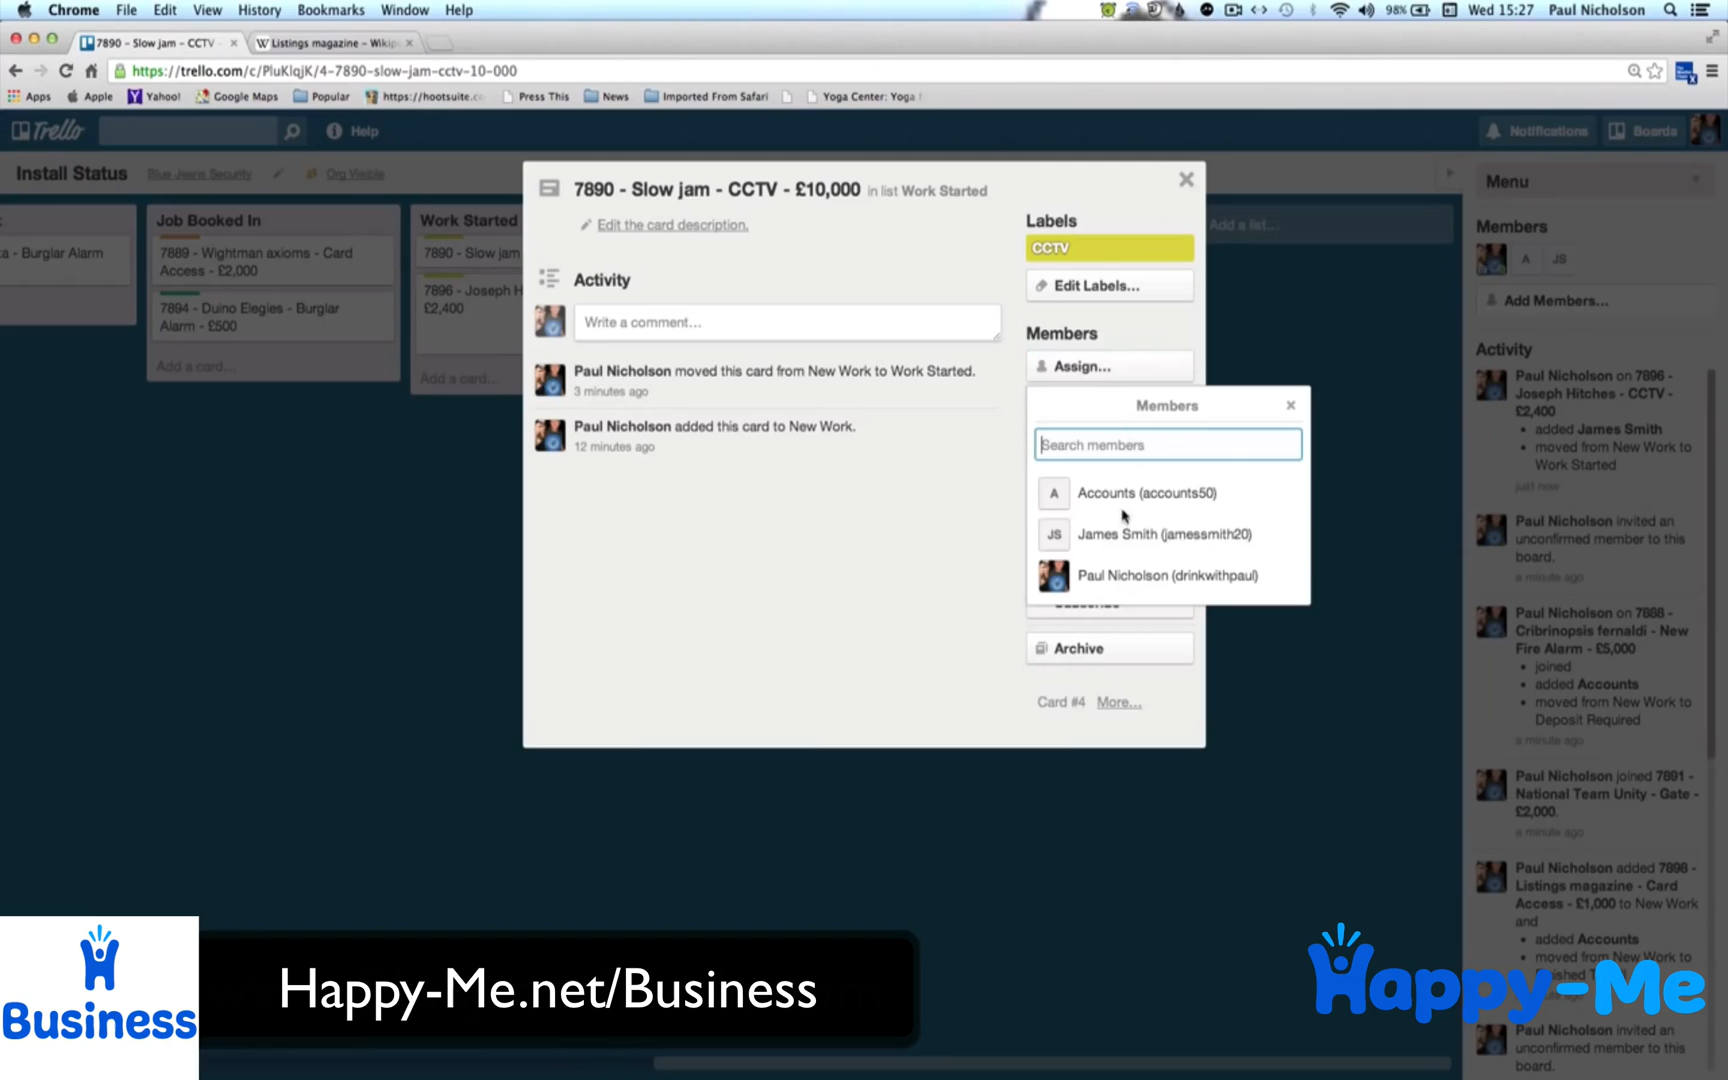 Chrome File Edit View History Bookmarks Window Help
98% Wed 15:27 Paul Nicholson
7890 - Slow jam - CCTV -
Listings magazine - Wikip
https://trello.com/c/PluKlqjK/4-7890-slow-jam-cctv-10-000
Apps Apple Yahoo! Google Maps Popular https://hootsuite.c Press This News Imported From Safari Yoga Center: Yoga f
Trello Help Notifications Boards
Install Status Blue Jeans Security Org Visible
- Burglar Alarm
Job Booked In
7889 - Wightman axioms - Card
Access - £2,000
7894 - Duino Elegies - Burglar
Alarm - £500
Add a card...
Work Started
7890 - Slow jam
7896 - Joseph H
£2,400
Add a card...
7890 - Slow jam - CCTV - £10,000 in list Work Started
Edit the card description.
Activity
Write a comment...
Paul Nicholson moved this card from New Work to Work Started.
3 minutes ago
Paul Nicholson added this card to New Work.
12 minutes ago
Labels
CCTV
Edit Labels...
Members
Assign...
Members
Search members
A Accounts (accounts50)
JS James Smith (jamessmith20)
Paul Nicholson (drinkwithpaul)
Subscribe
Archive
Card #4 More...
Add a list...
Menu
Members
A JS
Add Members...
Activity
Paul Nicholson on 7896 -
Joseph Hitches - CCTV -
£2,400
• added James Smith
• moved from New Work to
Work Started
just now
Paul Nicholson invited an
unconfirmed member to this
board.
a minute ago
Paul Nicholson on 7888 -
Cribrinopsis fernaldi - New
Fire Alarm - £5,000
• joined
• added Accounts
• moved from New Work to
Deposit Required
a minute ago
Paul Nicholson joined 7891 -
National Team Unity - Gate -
£2,000.
a minute ago
Paul Nicholson added 7898 -
Listings magazine - Card
Access - £1,000 to New Work
and
• added Accounts
• moved from New Work to
Paul Nicholson invited an
unconfirmed member to this
board.
Business
Happy-Me.net/Business
Happy-Me